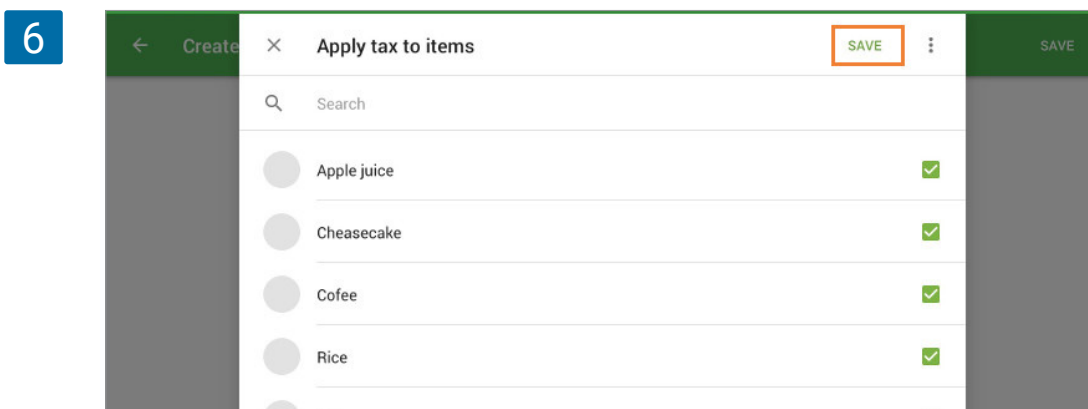 6
Create
Apply tax to items
SAVE
SAVE
Search
Apple juice
Cheasecake
Cofee
Rice